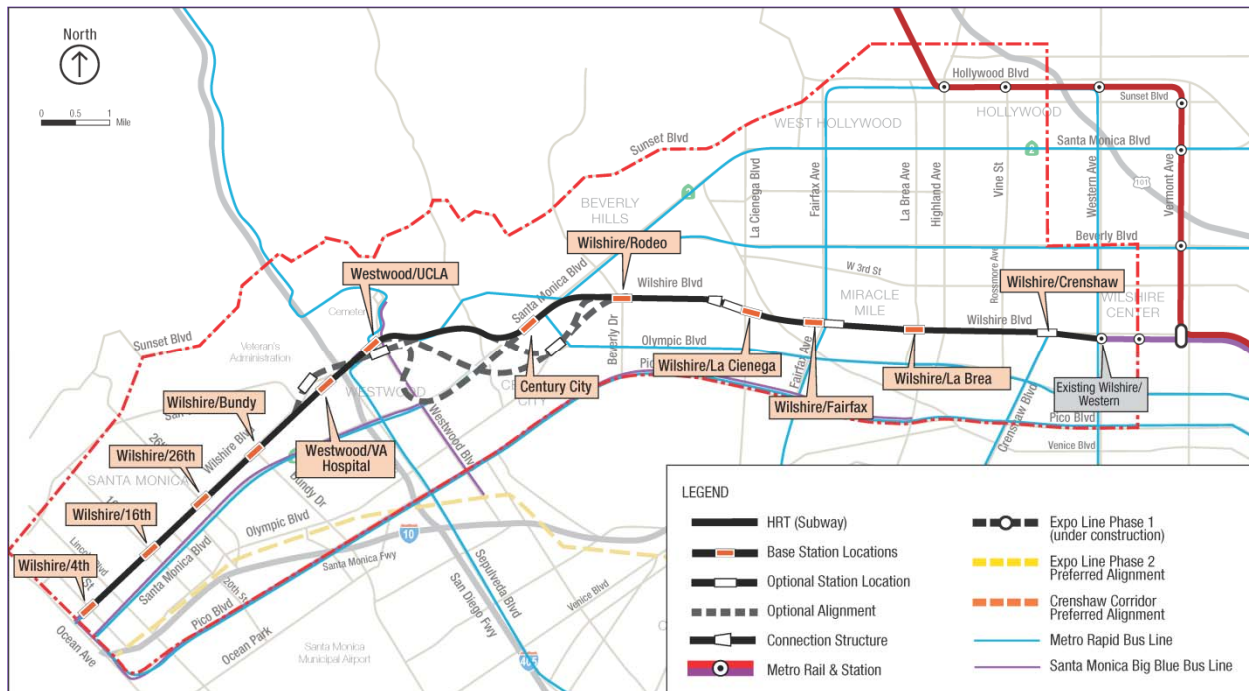 North
0 0.5 1
Mile
Hollywood Blvd
Sunset Blvd
WEST HOLLYWOOD
HOLLYWOOD
2
Santa Monica Blvd
Sunset Blvd
101
2
BEVERLY HILLS
La Cienega Blvd
Fairfax Ave
La Brea Ave
Highland Ave
Vine St
Western Ave
Vermont Ave
Beverly Blvd
Wilshire/Rodeo
Westwood/UCLA
Santa Monica Blvd
Wilshire Blvd
W 3rd St
Rossmore Ave
Wilshire/Crenshaw
MIRACLE MILE
WILSHIRE CENTER
Cemetery
Wilshire Blvd
Sunset Blvd
Veteran's Administration
Beverly Dr
Olympic Blvd
Wilshire/La Cienega
Fairfax Ave
Century City
WESTWOOD
Wilshire/La Brea
Existing Wilshire/
Western
Wilshire/Bundy
Wilshire/Fairfax
Crenshaw Blvd
Pico Blvd
Venice Blvd
Wilshire Blvd
Westwood/VA
Hospital
Westwood Blvd
Wilshire/26th
SANTA MONICA
Bundy Dr
Wilshire/16th
Olympic Blvd
10
Santa Monica Fwy
Lincoln Blvd
Wilshire/4th
Santa Monica Blvd
20th St
Pico Blvd
Sepulveda Blvd
San Diego Fwy
Venice Blvd
Ocean Ave
Ocean Park
Santa Monica
Municipal Airport
405
LEGEND
HRT (Subway)
Base Station Locations
Optional Station Location
Optional Alignment
Connection Structure
Metro Rail & Station
Expo Line Phase 1
(under construction)
Expo Line Phase 2
Preferred Alignment
Crenshaw Corridor
Preferred Alignment
Metro Rapid Bus Line
Santa Monica Big Blue Bus Line